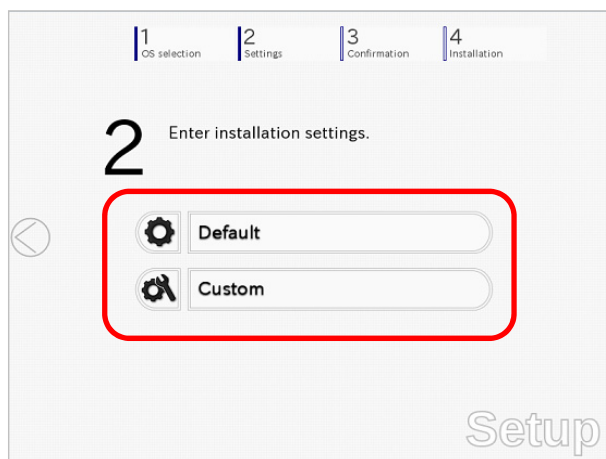 1 2 3 4
OS selection Settings Confirmation Installation
2 Enter installation settings.
Default
Custom
Setup